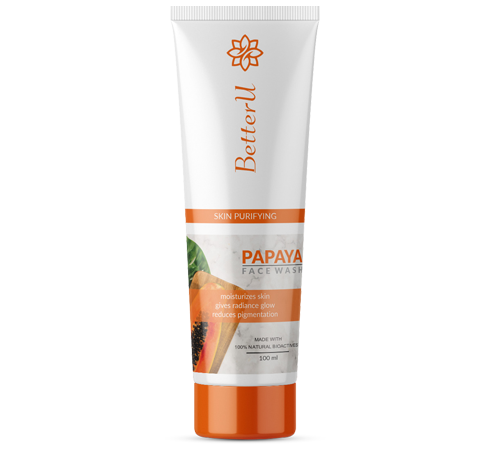 BetterU
SKIN PURIFYING
PAPAYA
FACE WASH
moisturizes skin
gives radiance glow
reduces pigmentation
MADE WITH
100% NATURAL BIOACTIVES
100 ml